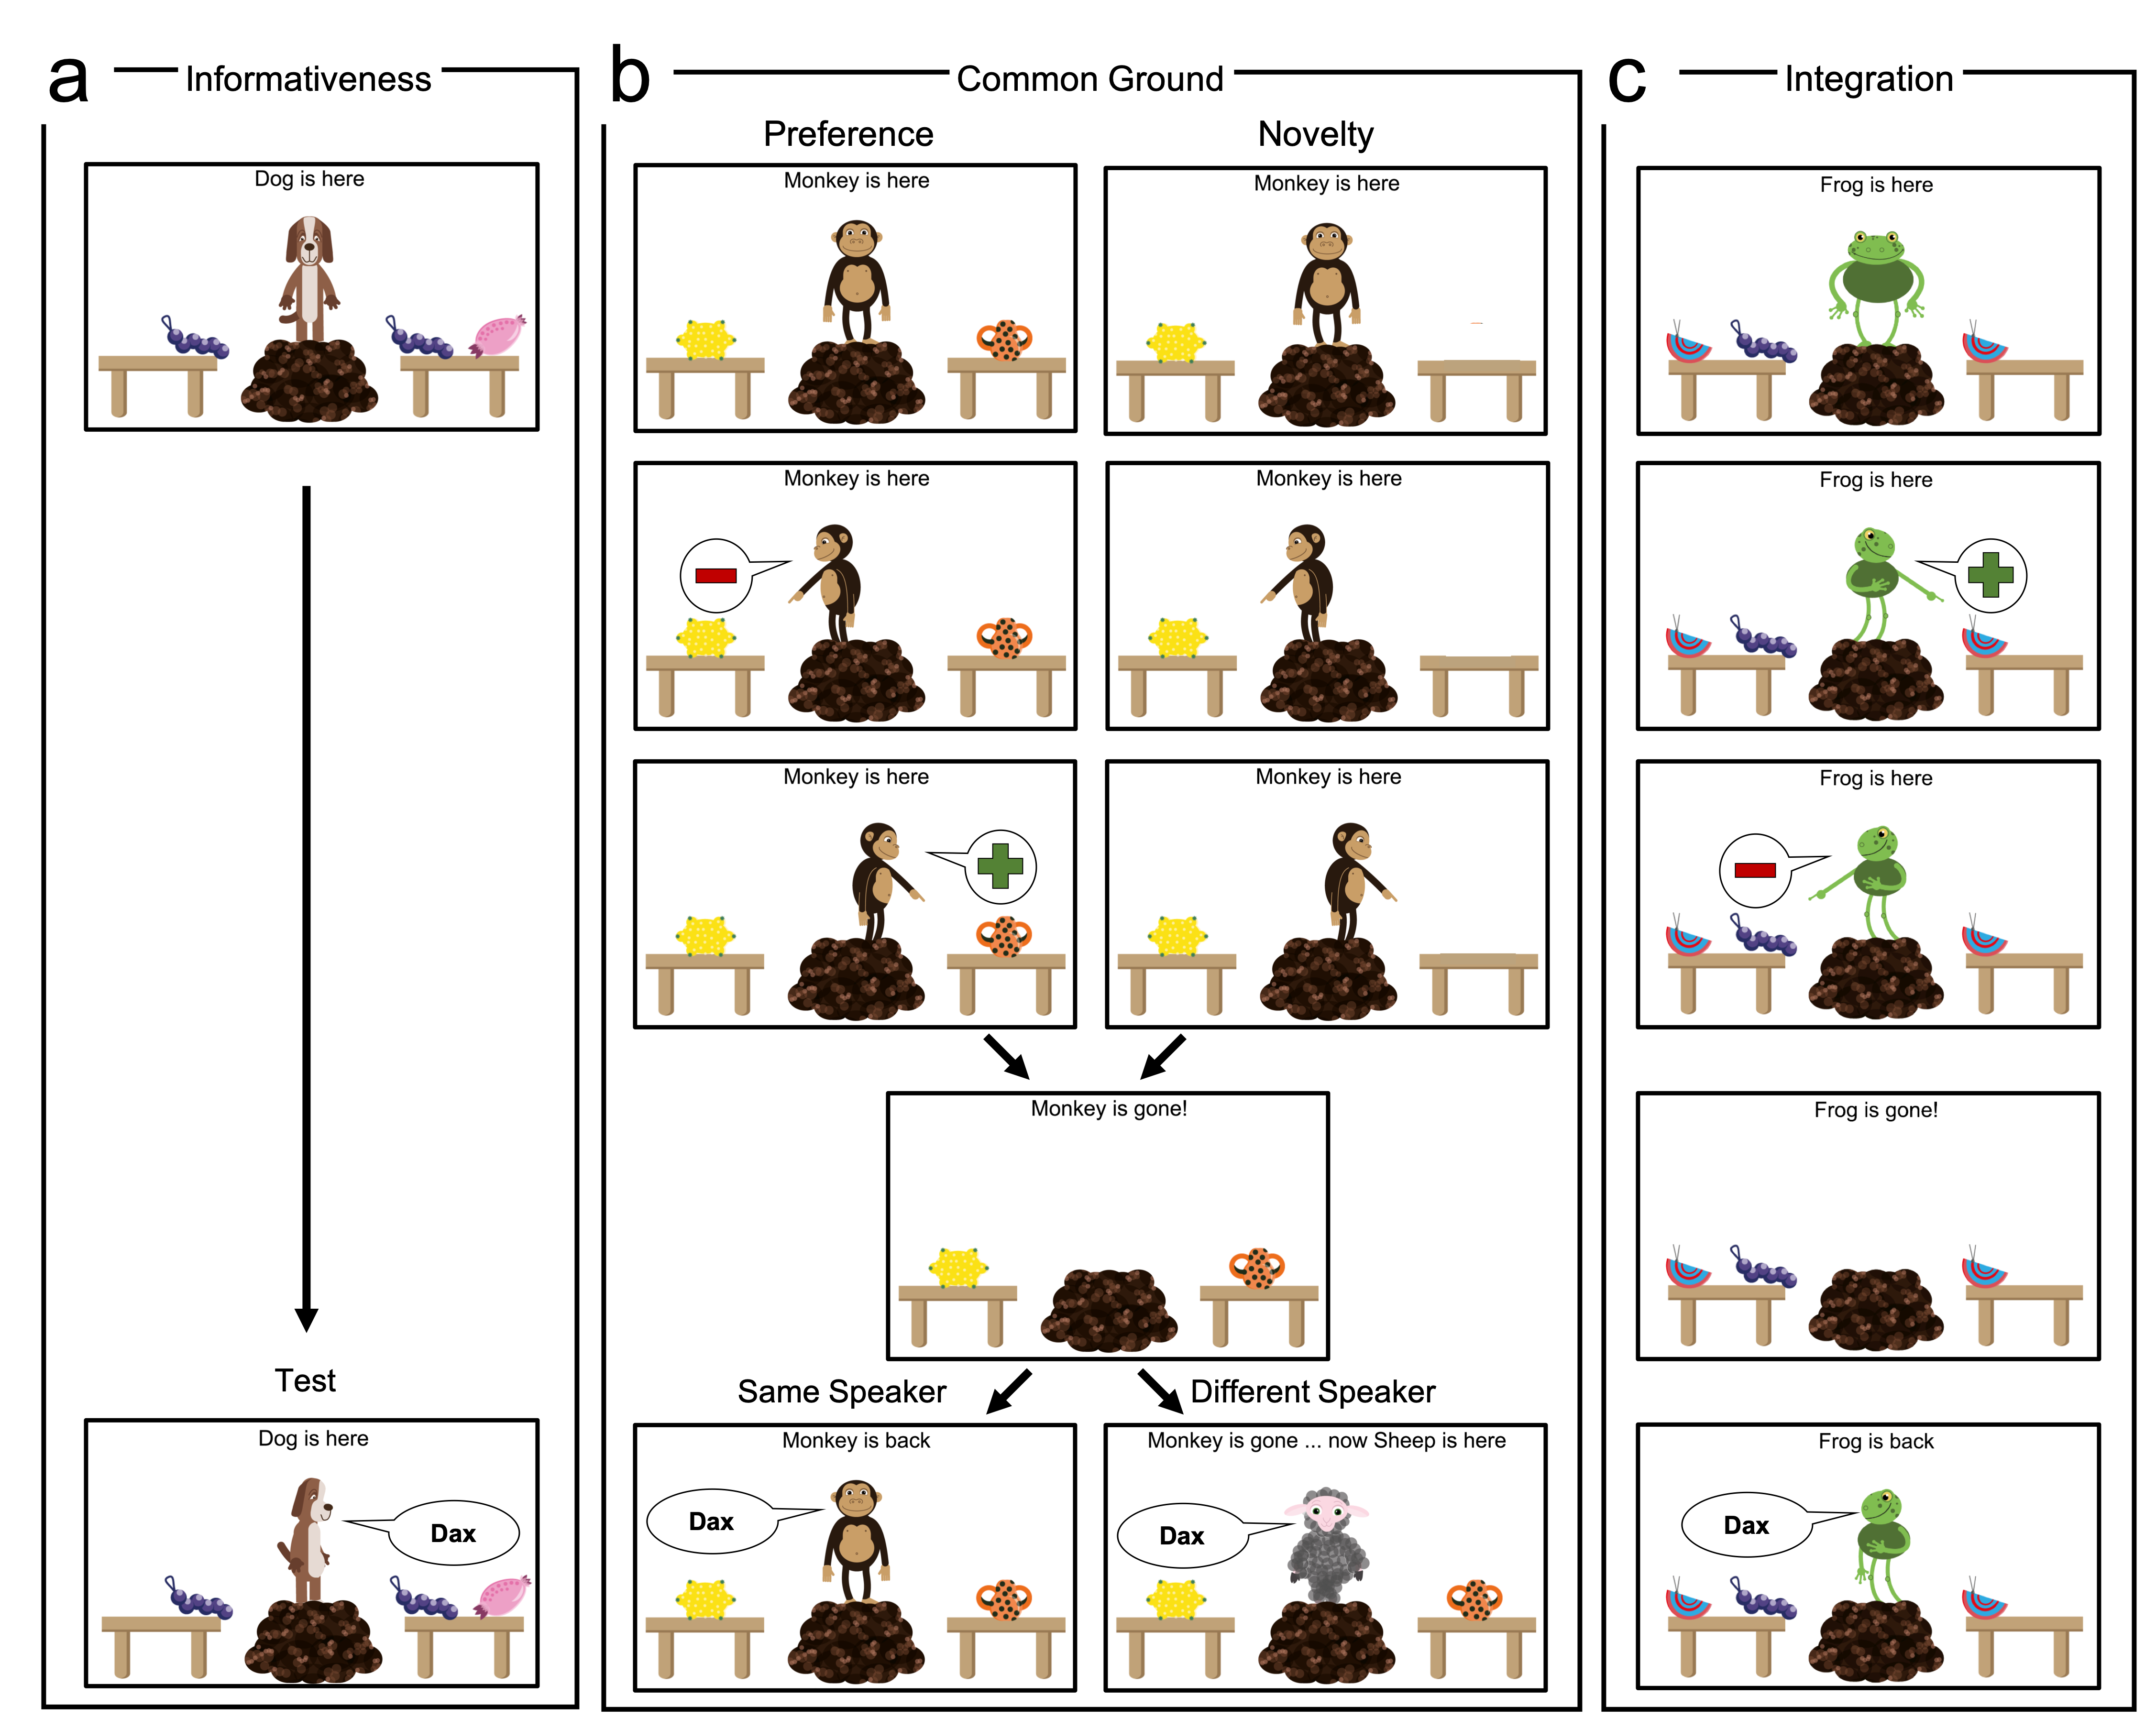 a
Informativeness
Dog is here
Test
Dog is here
Dax
b
Common Ground
Preference
Novelty
Monkey is here
Monkey is here
Monkey is here
Monkey is here
Monkey is here
Monkey is here
Monkey is gone!
Same Speaker
Different Speaker
Monkey is back
Dax
Monkey is gone ... now Sheep is here
Dax
c
Integration
Frog is here
Frog is here
Frog is here
Frog is gone!
Frog is back
Dax